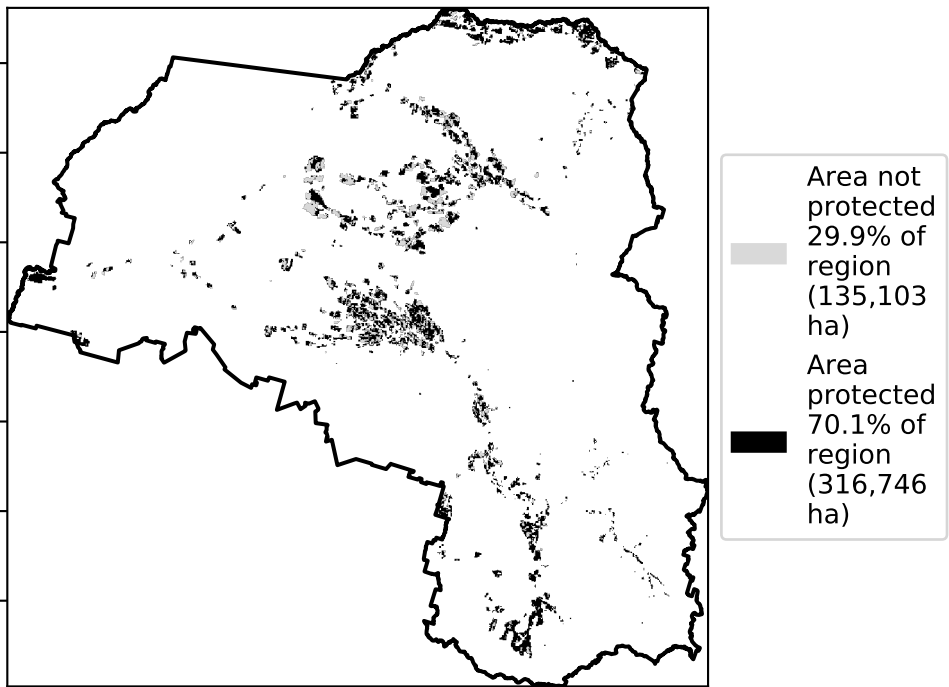 Area not
protected
29.9% of
region
(135,103
ha)
Area
protected
70.1% of
region
(316,746
ha)